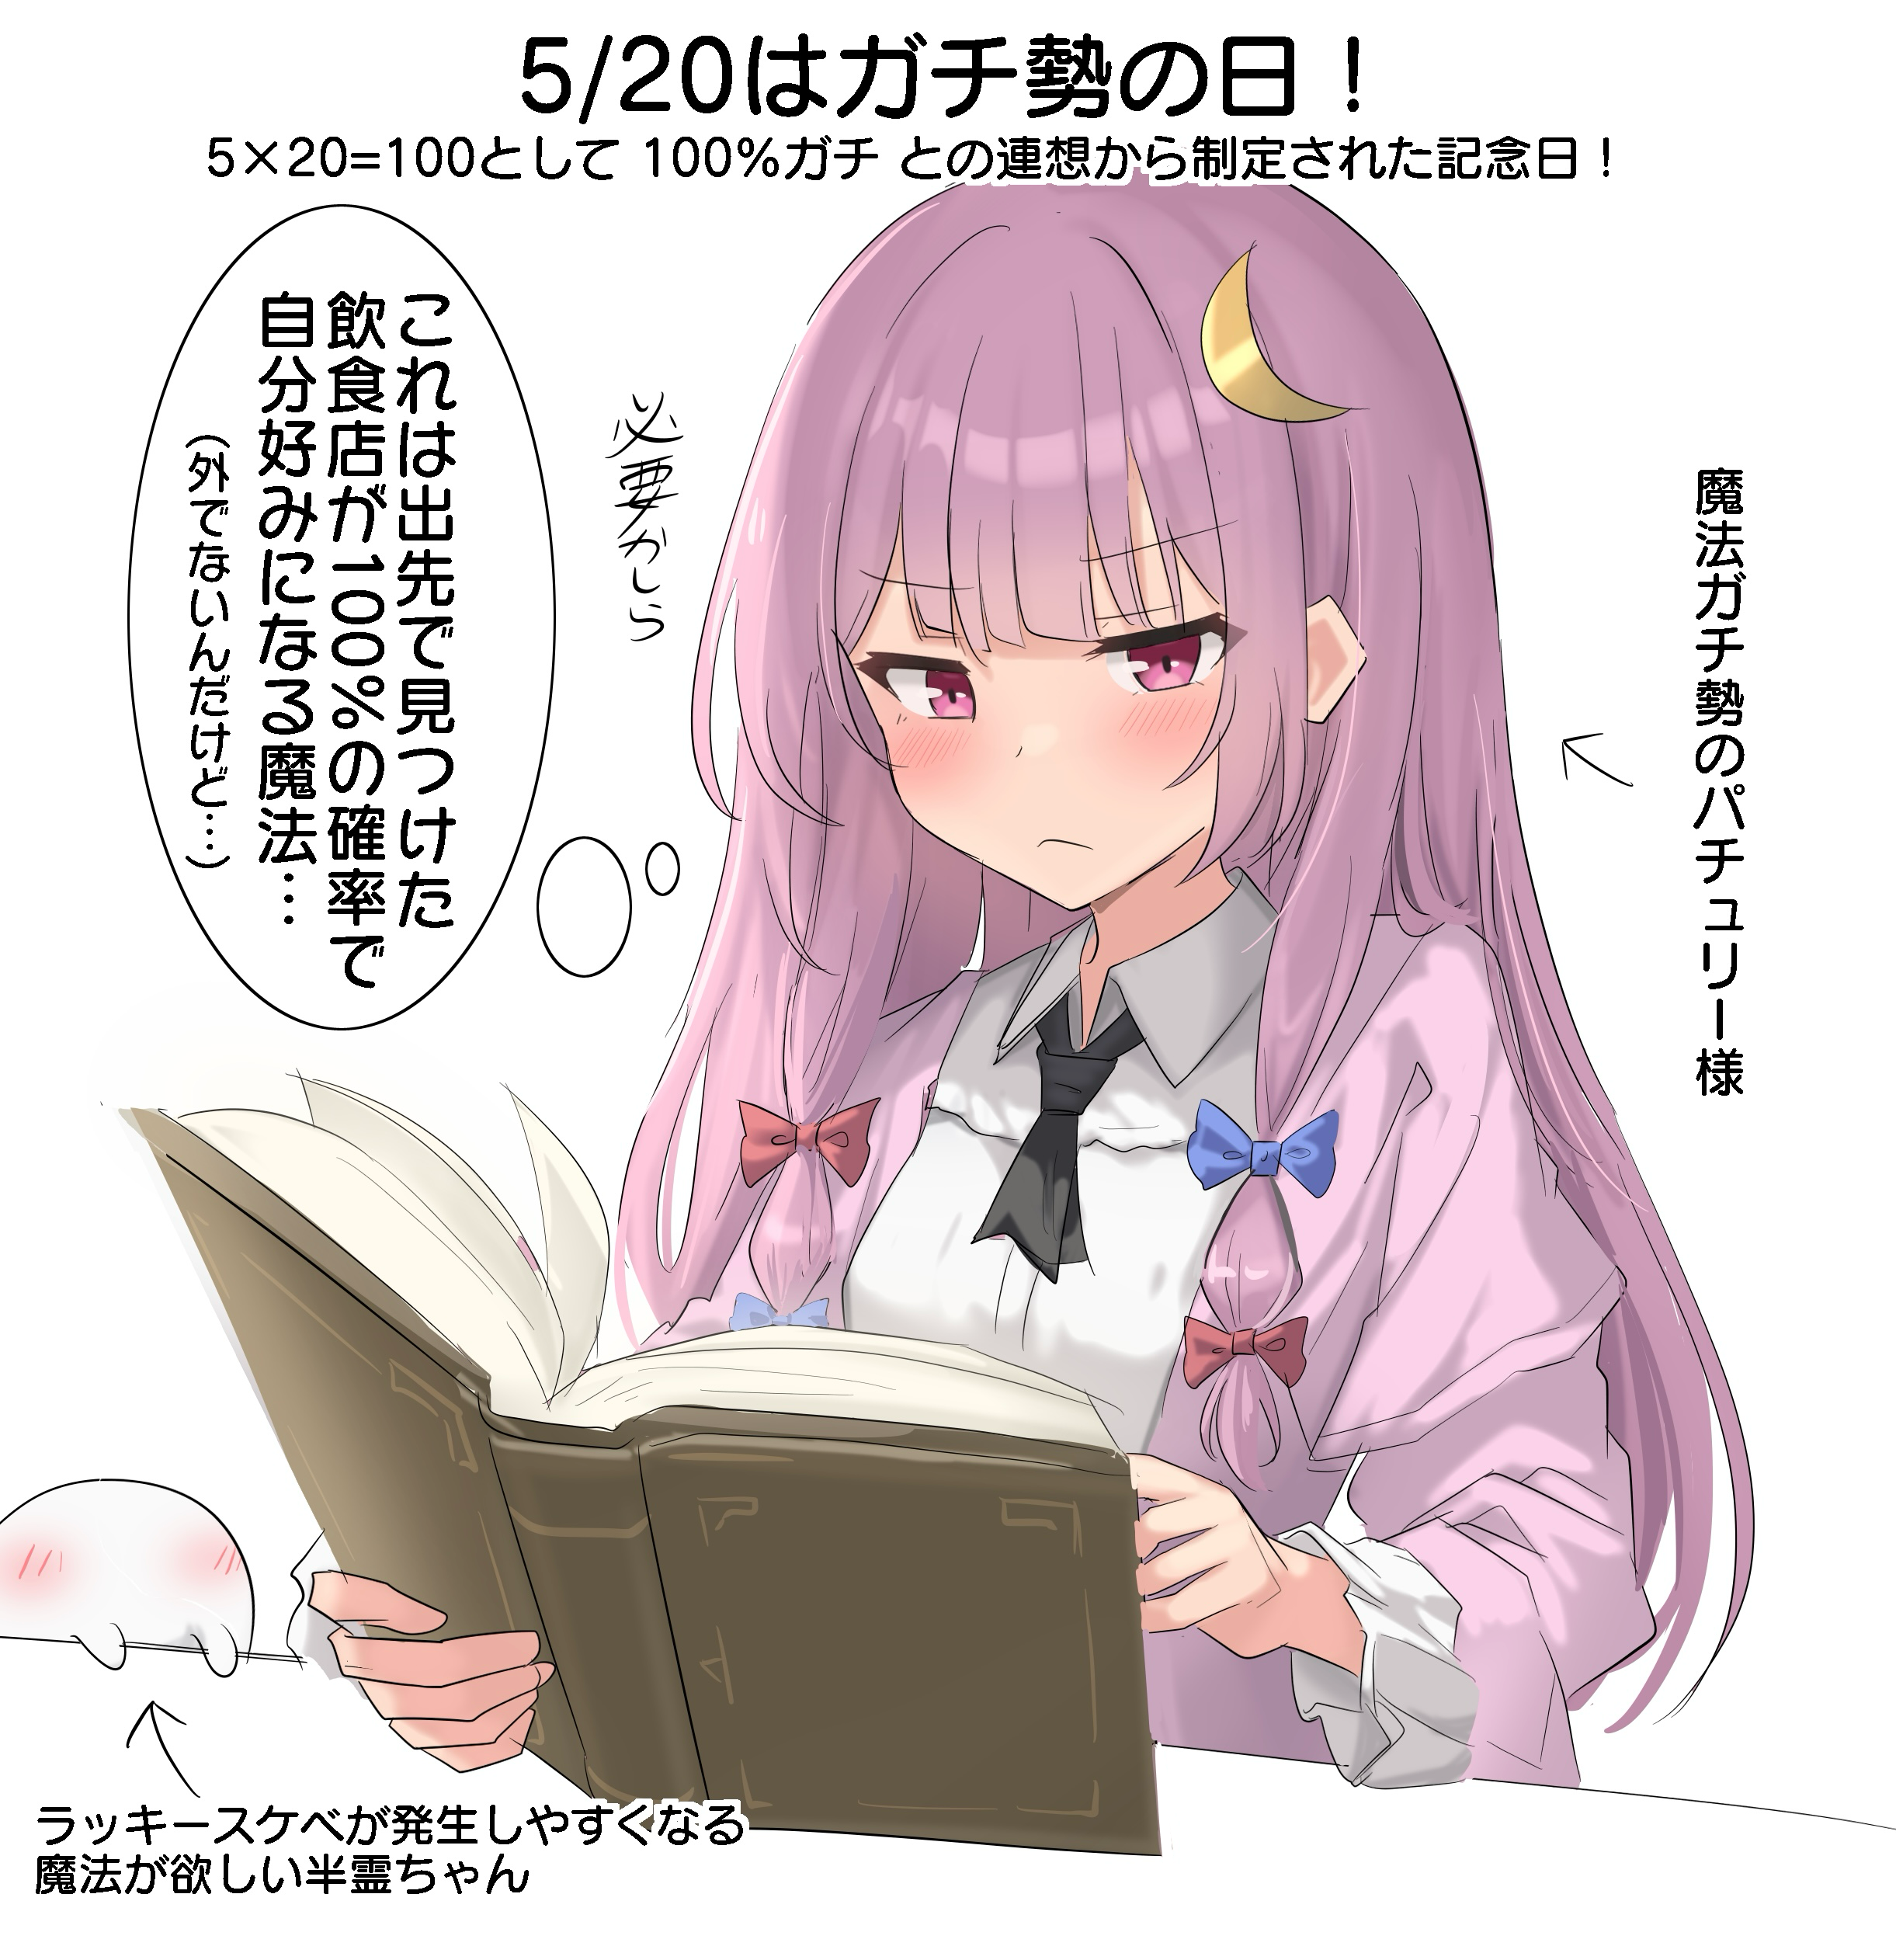 5/20はガチ勢の日！
5×20=100として 100%ガチ との連想から制定された記念日！
これは出先で見つけた
飲食店が100%の確率で
自分好みになる魔法…
（外でないんだけど…）
必要かしら
魔法ガチ勢のパチュリー様
ラッキースケベが発生しやすくなる
魔法が欲しい半霊ちゃん